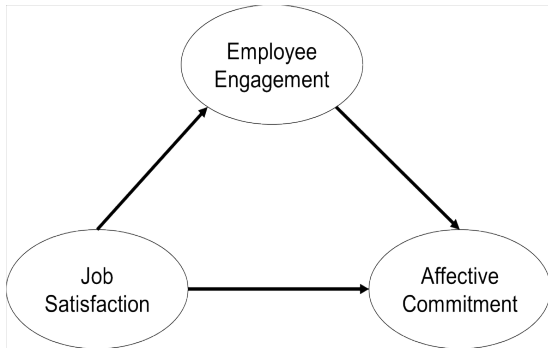 Employee
Engagement
Job
Satisfaction
Affective
Commitment